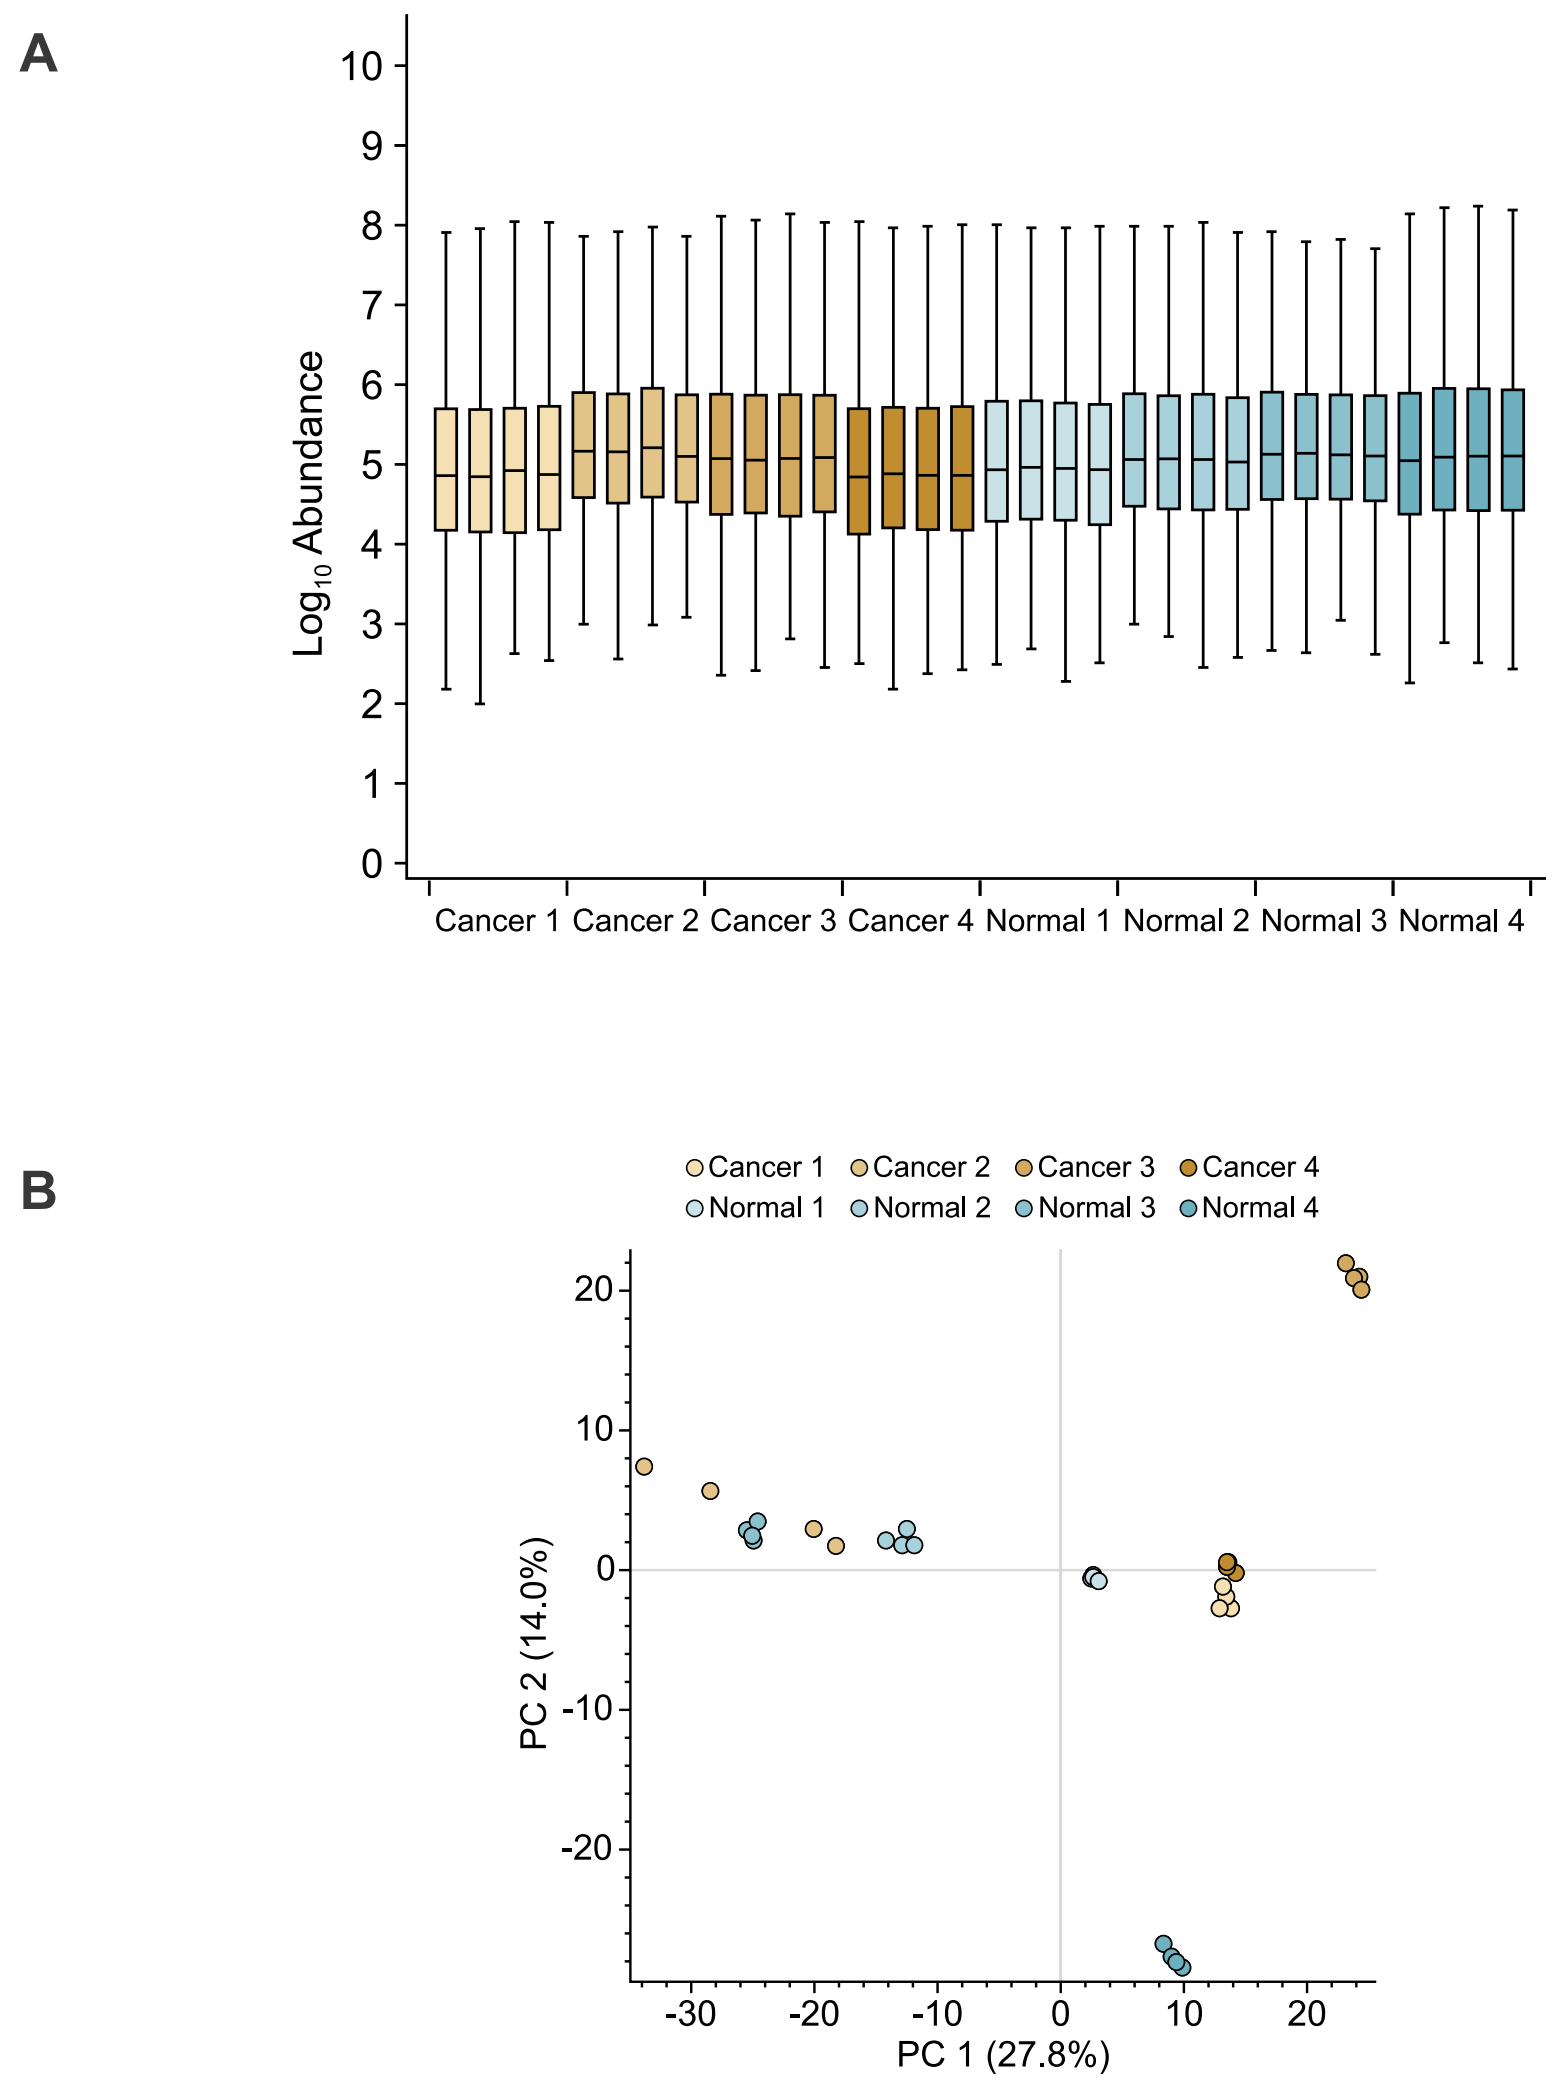 A
10
9
8
7
6
5
4
3
2
1
0
Log10 Abundance
Cancer 1 Cancer 2 Cancer 3 Cancer 4 Normal 1 Normal 2 Normal 3 Normal 4
B
Cancer 1 Cancer 2 Cancer 3 Cancer 4
Normal 1 Normal 2 Normal 3 Normal 4
20
10
0
-10
-20
PC 2 (14.0%)
-30 -20 -10 0 10 20
PC 1 (27.8%)